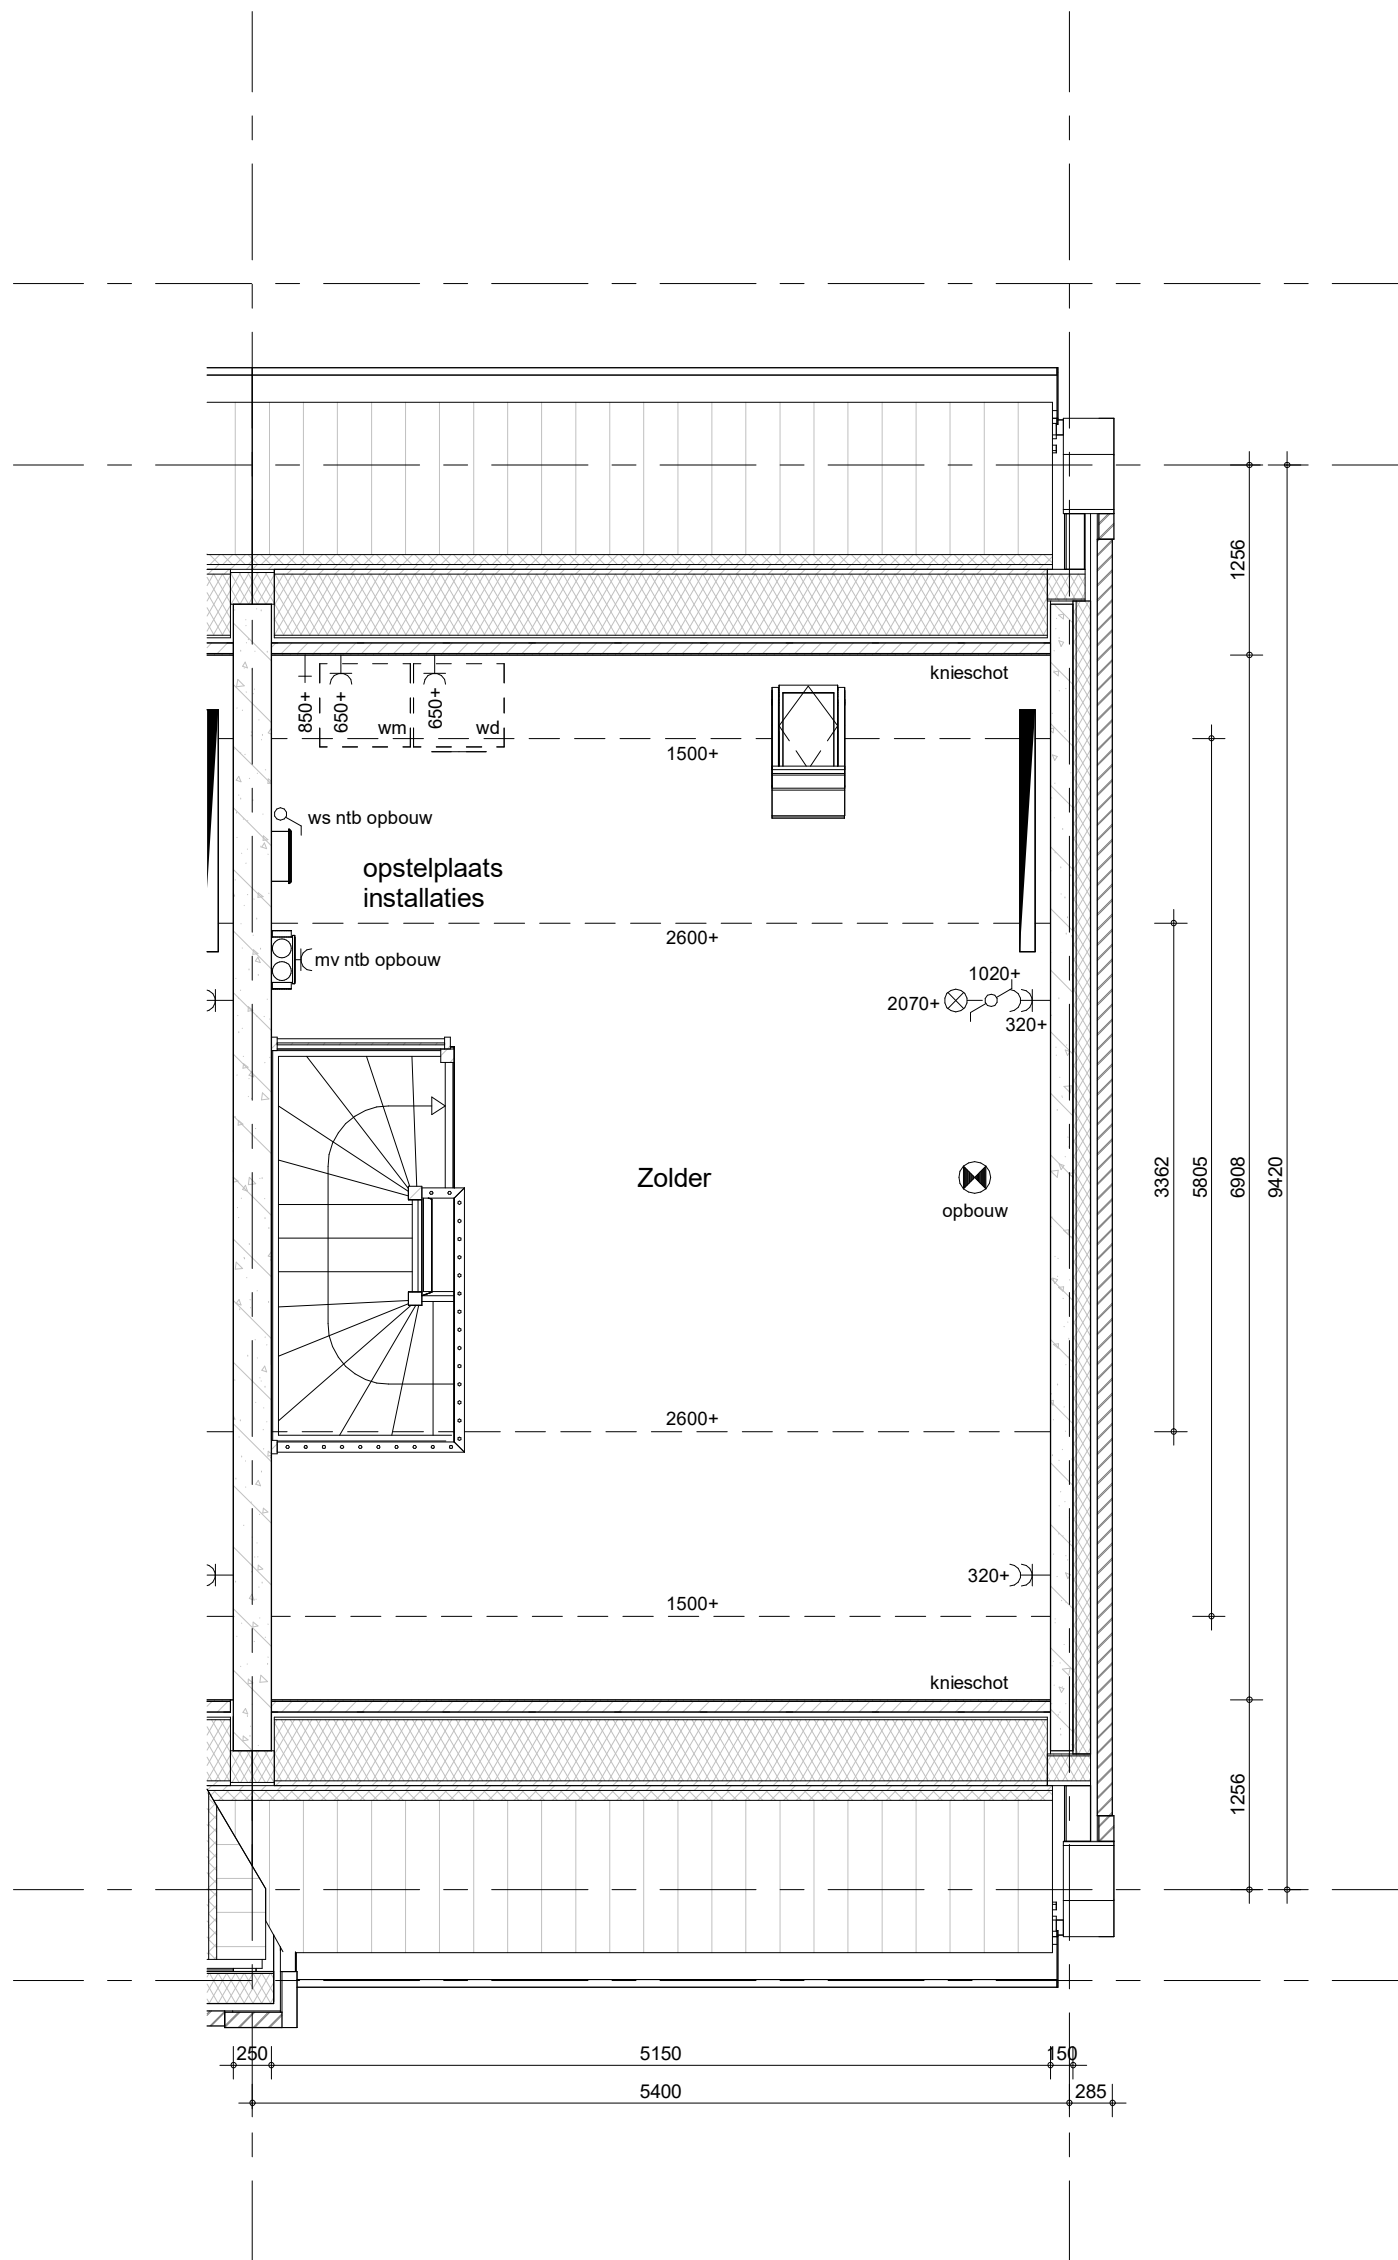 1256
knieschot
850+
650+
wm
650+
wd
1500+
ws ntb opbouw
opstelplaats
installaties
2600+
mv ntb opbouw
1020+
2070+
320+
Zolder
opbouw
3362
5805
6908
9420
2600+
320+
1500+
knieschot
1256
250
5150
150
5400
285